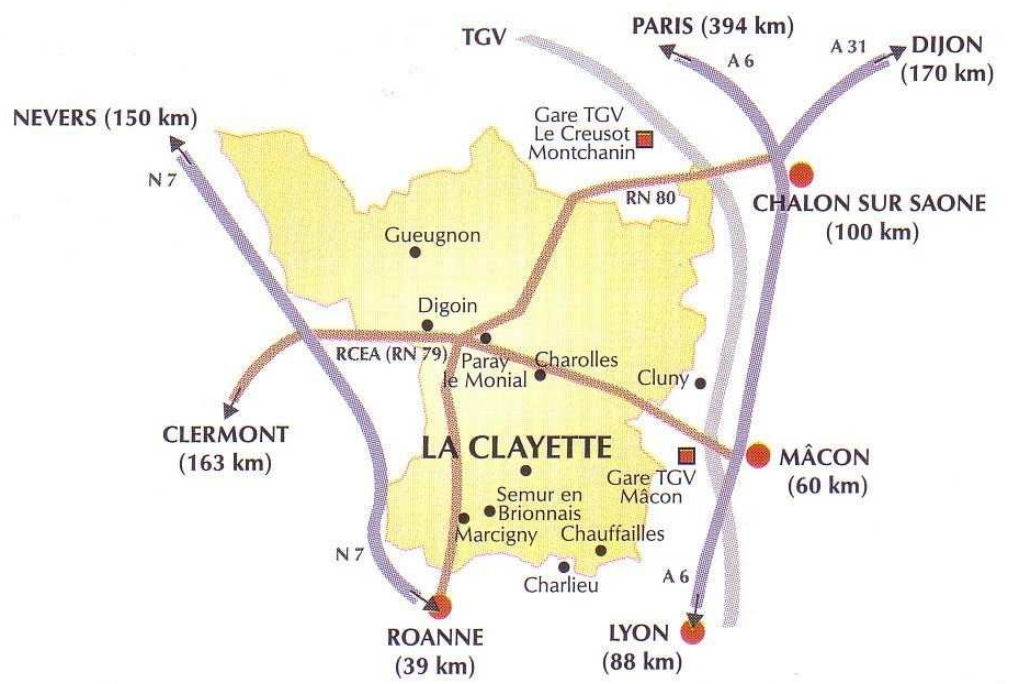 TGV
PARIS (394 km)
A 6
A 31
DIJON
(170 km)
NEVERS (150 km)
N 7
Gare TGV
Le Creusot
Montchanin
RN 80
CHALON SUR SAONE
(100 km)
Gueugnon
Digoin
RCEA (RN 79)
Paray
le Monial
Charolles
Cluny
CLERMONT
(163 km)
LA CLAYETTE
Gare TGV
Mâcon
MÂCON
(60 km)
Semur en
Brionnais
Marcigny
Chauffailles
N 7
Charlieu
A 6
ROANNE
(39 km)
LYON
(88 km)